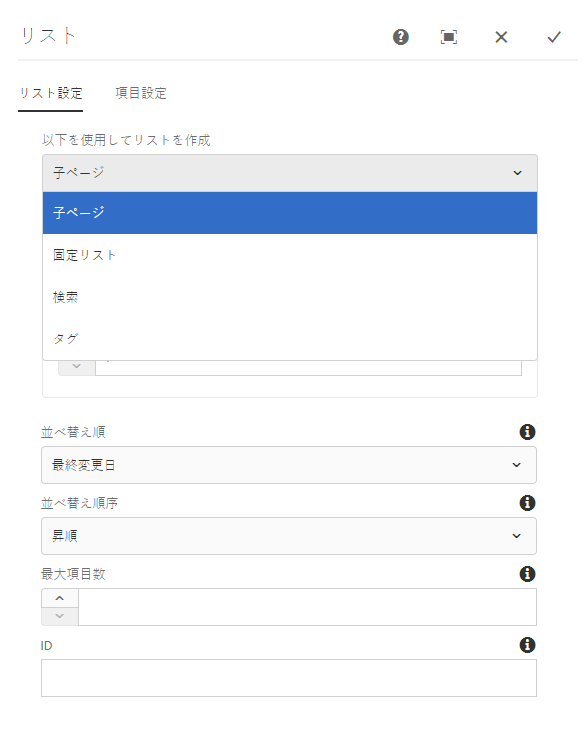 リスト
リスト設定
項目設定
以下を使用してリストを作成
子ページ
子ページ
固定リスト
検索
タグ
並べ替え順
最終変更日
並べ替え順序
昇順
最大項目数
ID